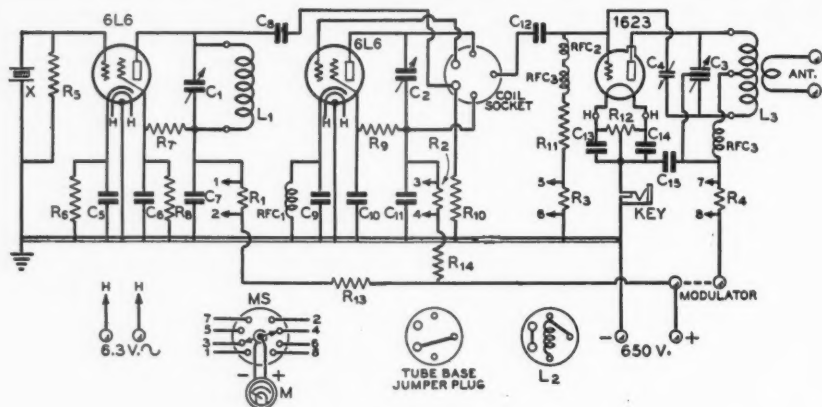 6L6
6L6
1623
C8
C12
RFC2
RFC3
X
R5
C1
L1
C2
COIL
SOCKET
C4
C3
ANT.
L3
H H
R7
H H
R9
R2
R11
H
R12
H
C13
C14
C15
RFC3
R6
C5
C6
R8
C7
1
2
R1
RFC1
C9
C10
C11
3
4
R10
5
6
R3
KEY
7
8
R4
R14
R13
MODULATOR
H H
6.3 V.
MS
7 2
5 4
3 6
1 8
- +
M
TUBE BASE
JUMPER PLUG
L2
- 650 V. +